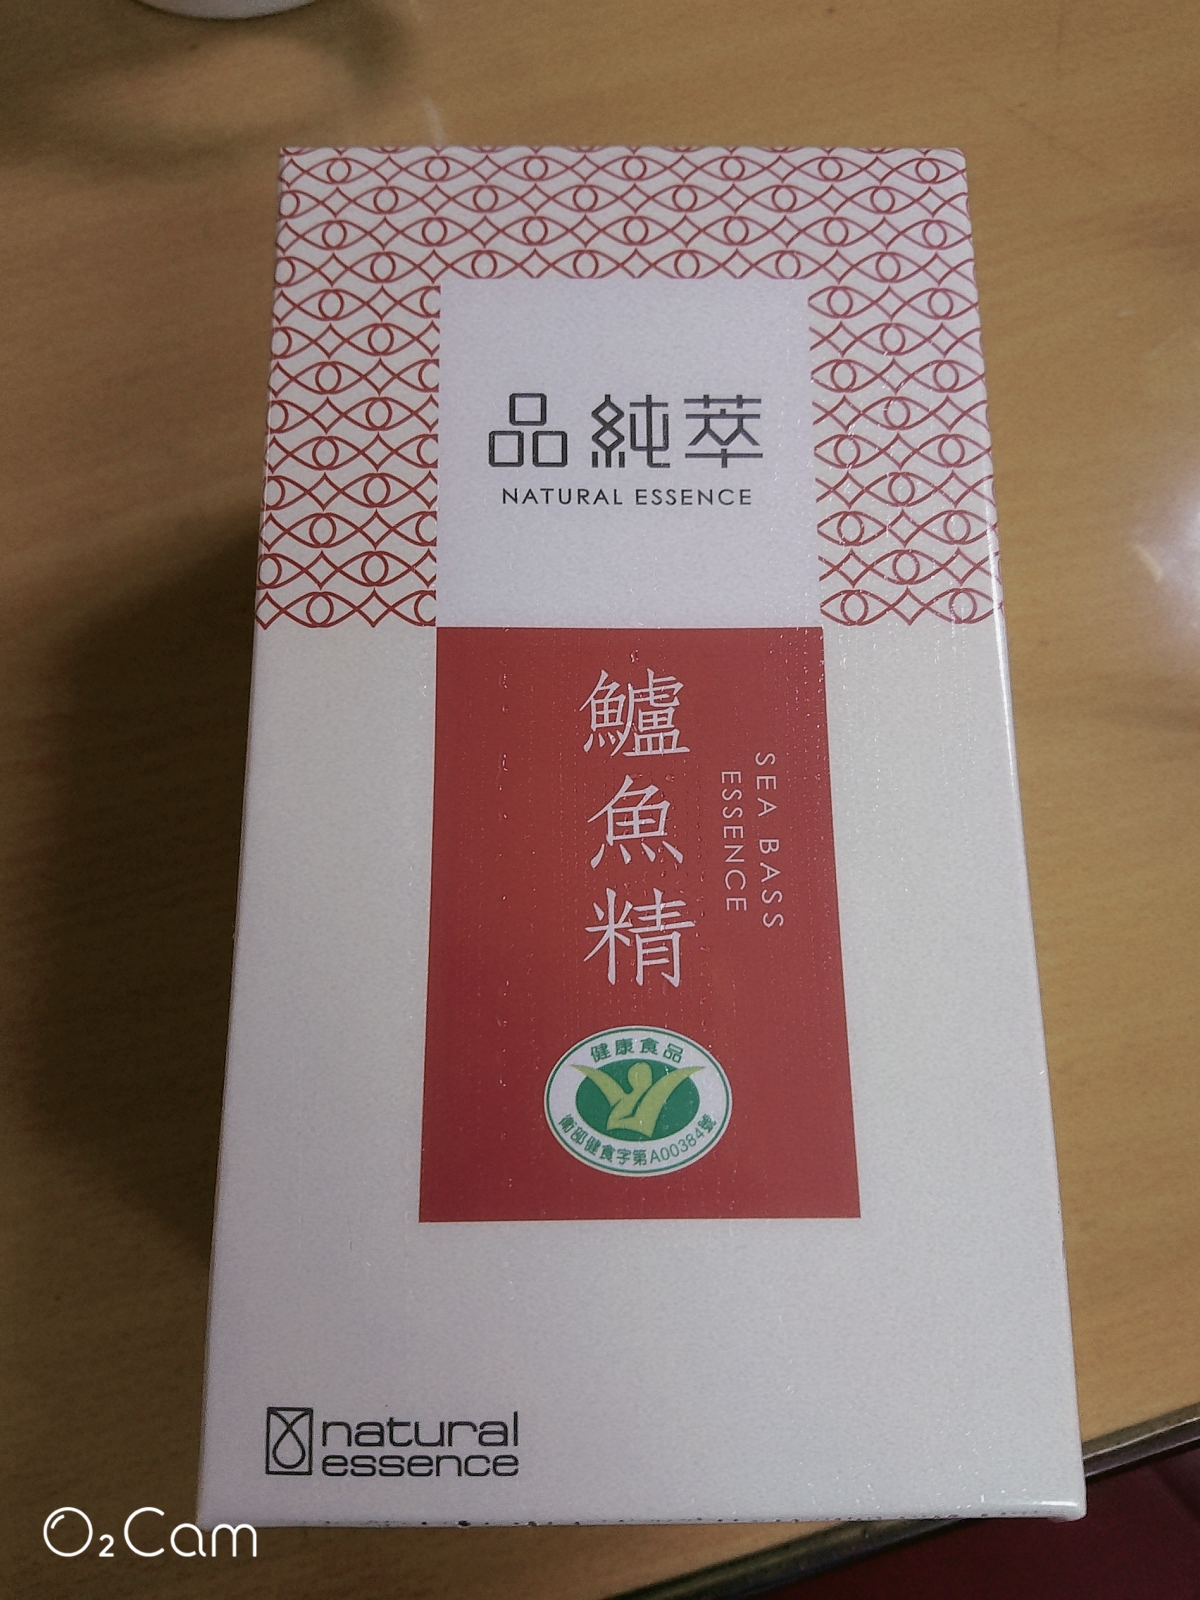 品純萃
NATURAL ESSENCE
鱸魚精
SEA BASS
ESSENCE
健康食品
衛部健食字第A00384號
natural
essence
O2Cam